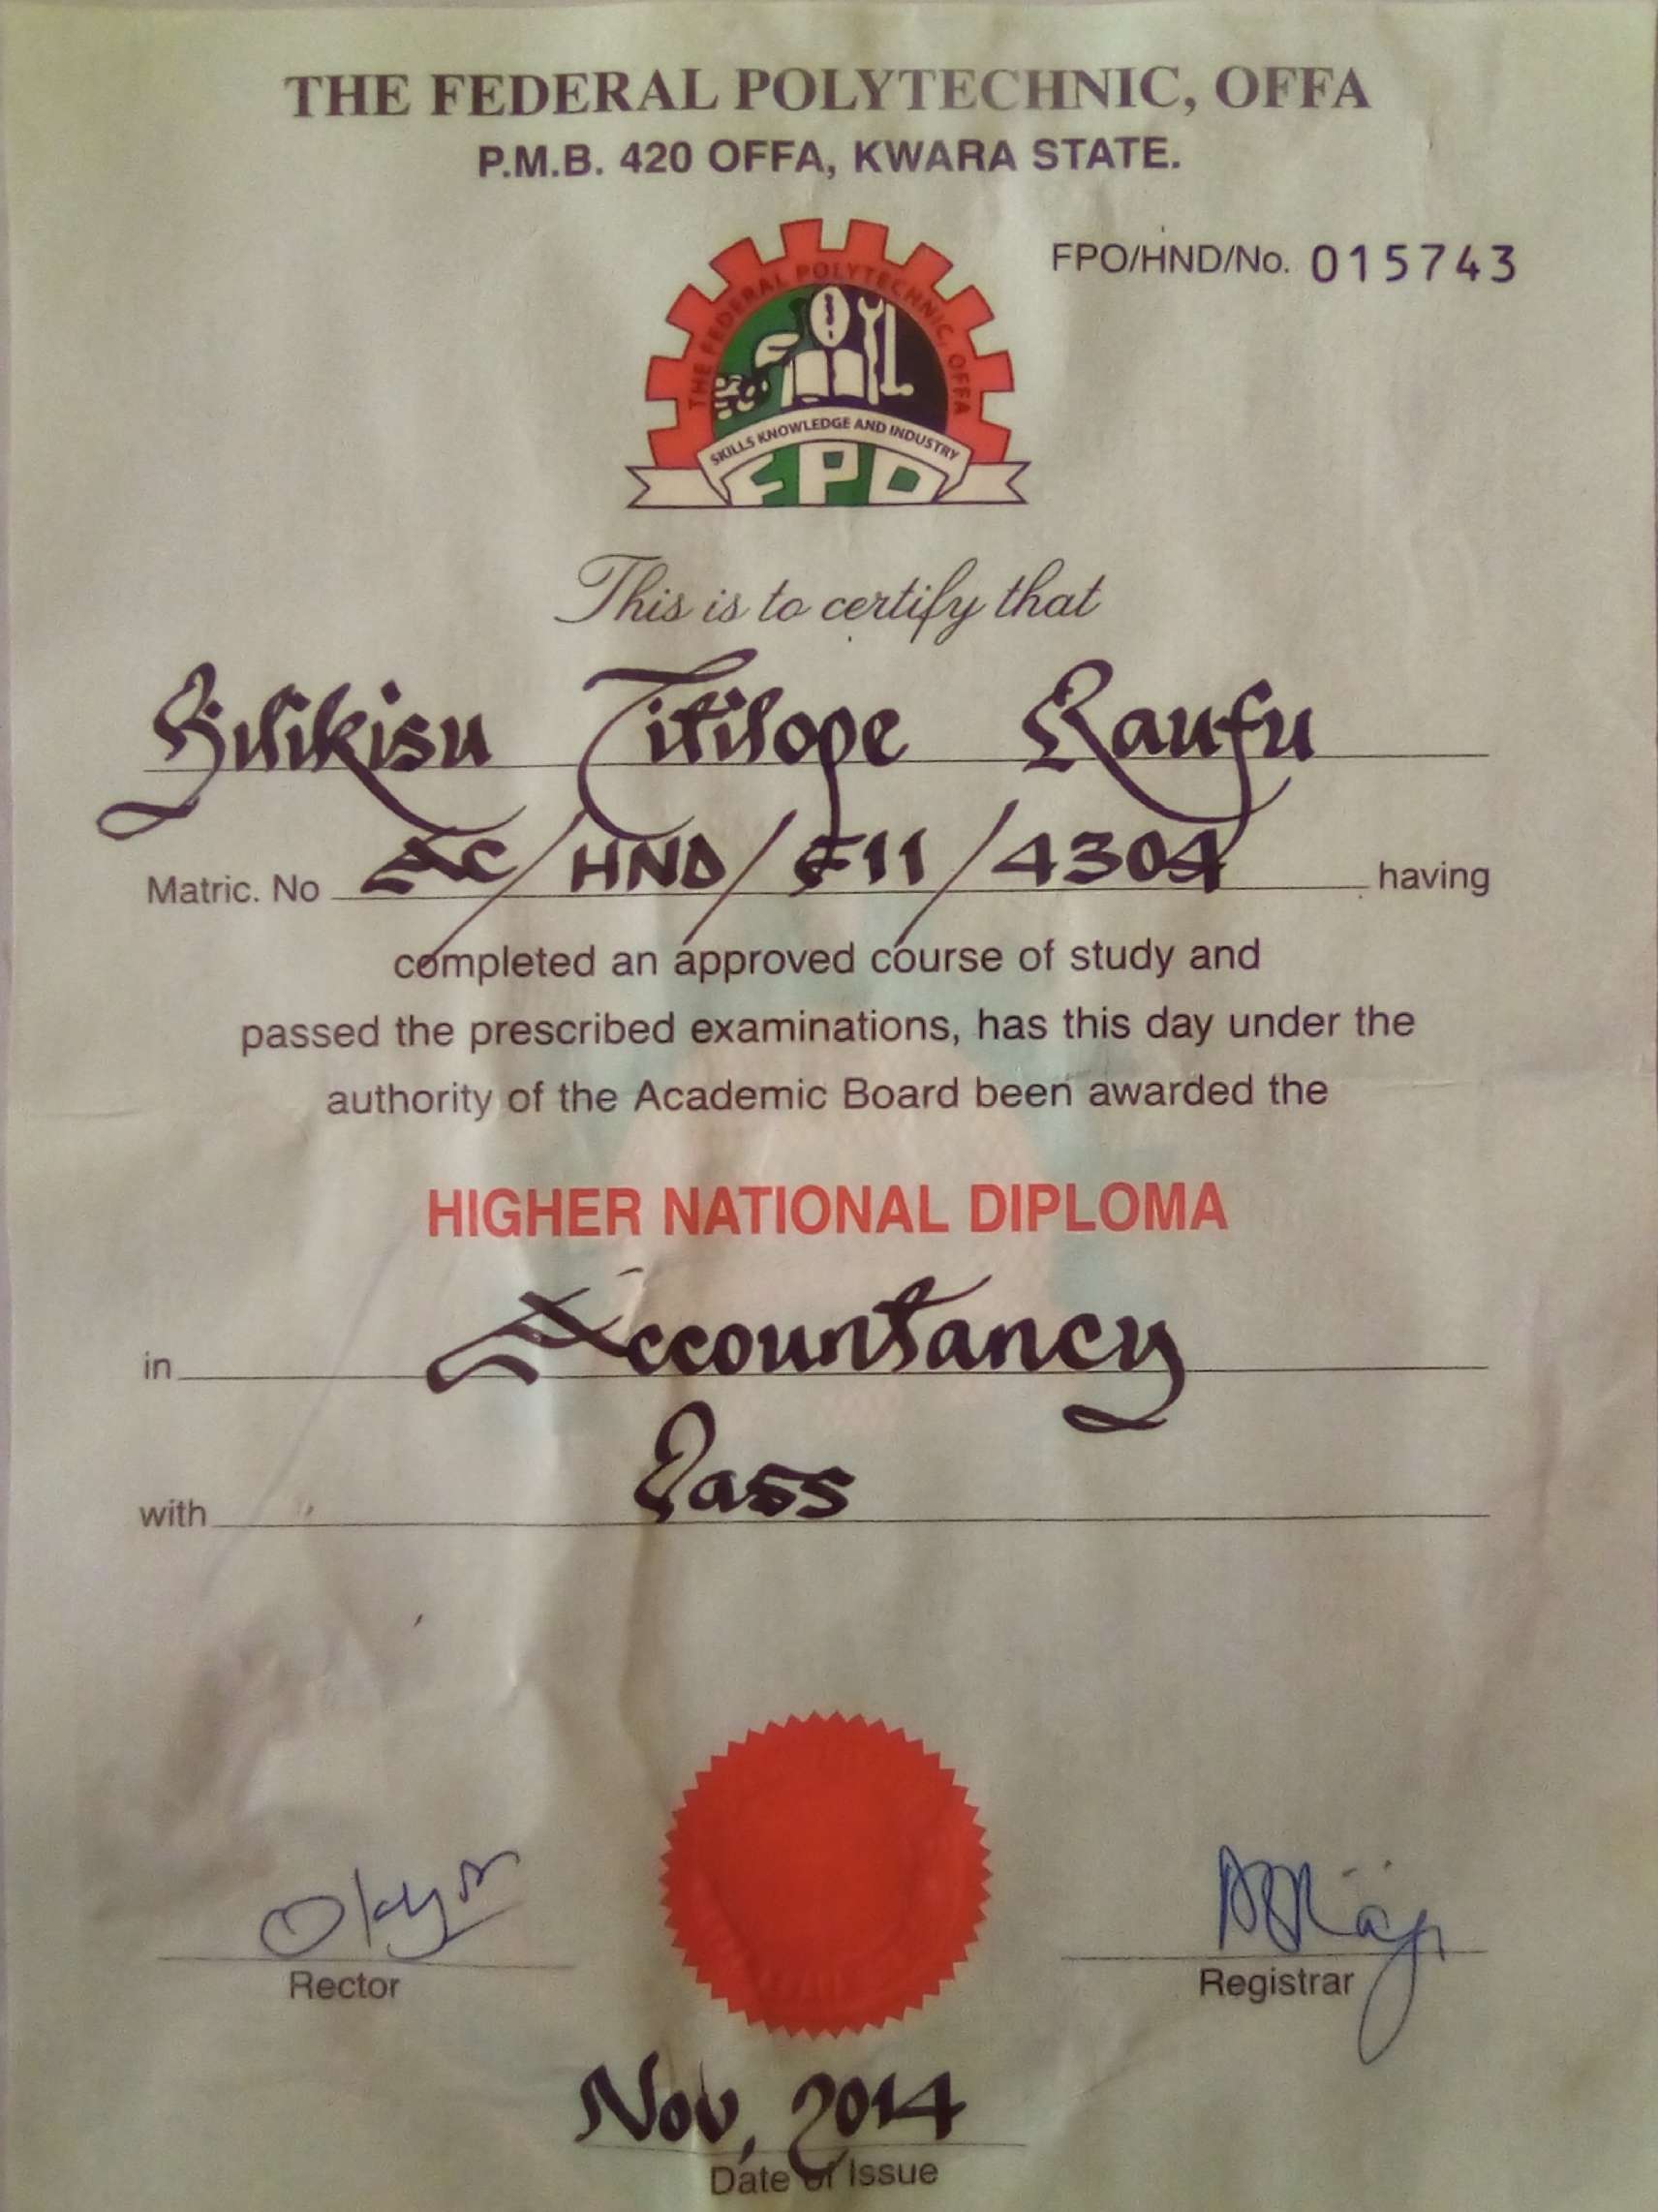 THE FEDERAL POLYTECHNIC, OFFA
P.M.B. 420 OFFA, KWARA STATE.
FPO/HND/No. 015743
THE FEDERAL POLYTECHNIC, OFFA
SKILLS KNOWLEDGE AND INDUSTRY
FPO
This is to certify that
Bilikisu Titilope Raufu
Matric. No AC/HND/F11/4304 having
completed an approved course of study and
passed the prescribed examinations, has this day under the
authority of the Academic Board been awarded the
HIGHER NATIONAL DIPLOMA
in Accountancy
with Pass
Rector
Registrar
Nov, 2014
Date of Issue